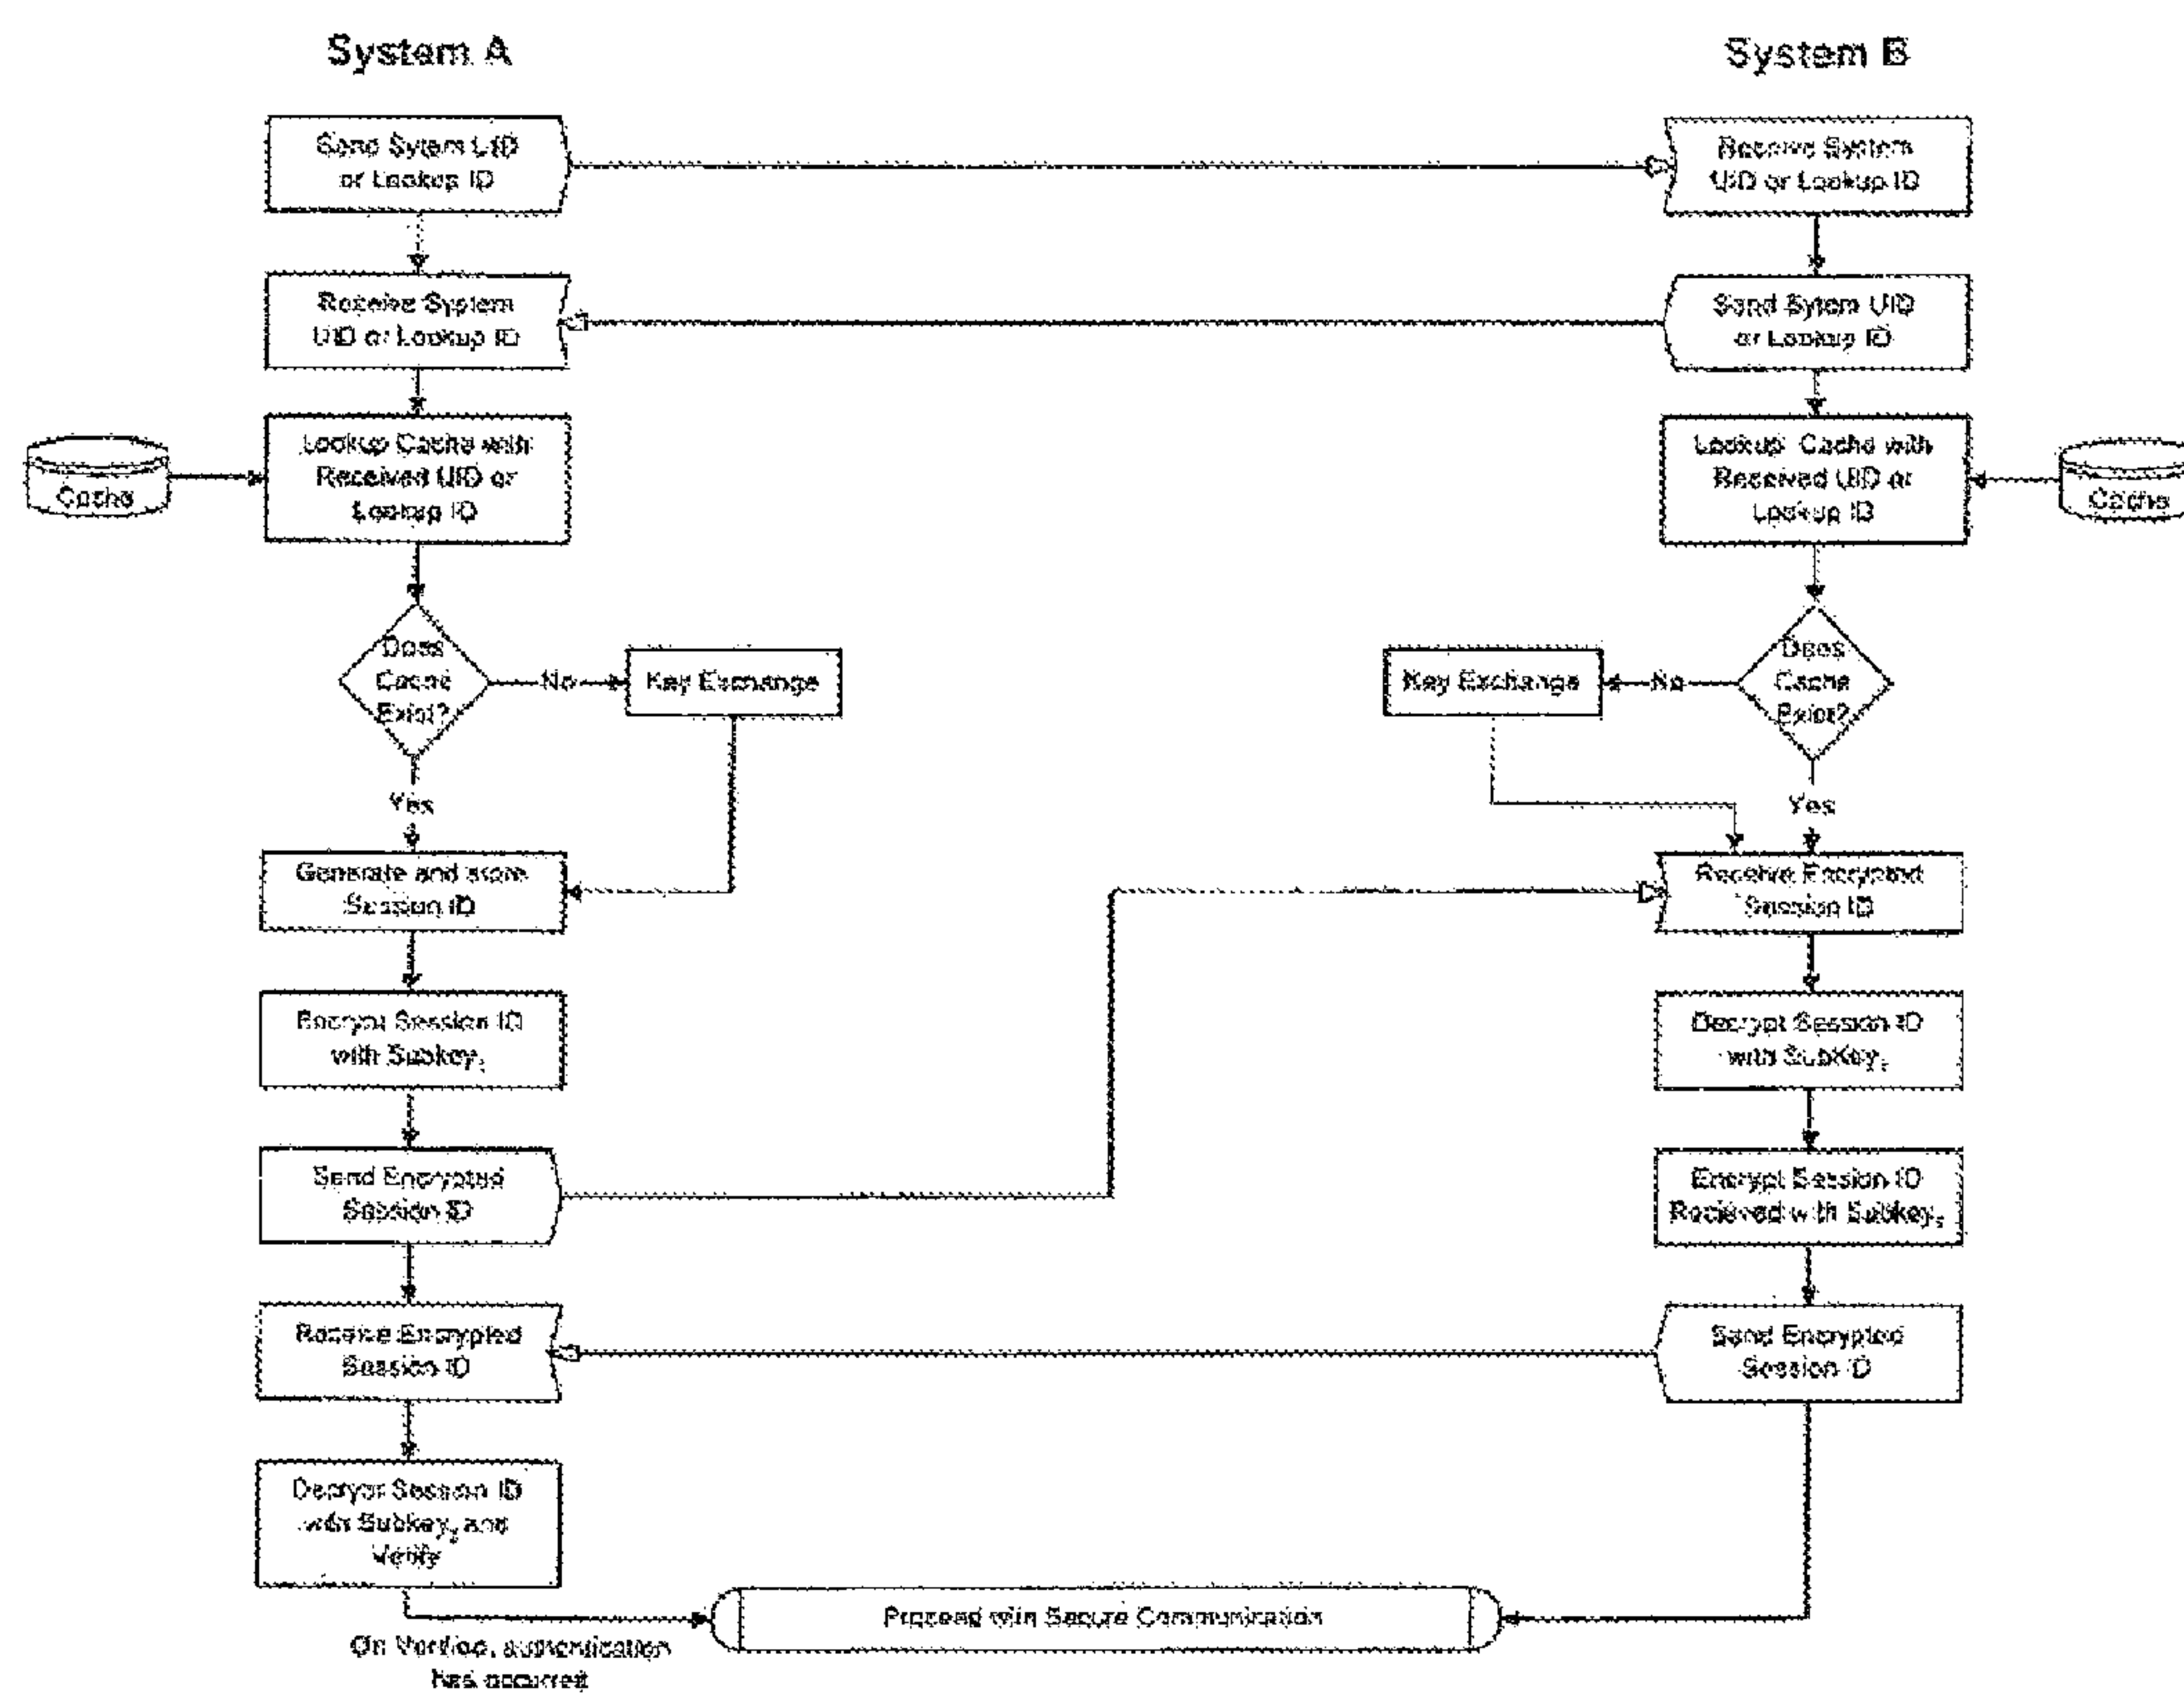 System A
System B
Send Sytem UID
or Lookup ID
Receive System
UID or Lookup ID
Receive System
UID or Lookup ID
Send Sytem UID
or Lookup ID
Cache
Lookup Cache with
Received UID or
Lookup ID
Lookup Cache with
Received UID or
Lookup ID
Cache
Does
Cache
Exist?
No
Key Exchange
Key Exchange
No
Does
Cache
Exist?
Yes
Yes
Generate and store
Session ID
Receive Encrypted
Session ID
Encrypt Session ID
with Subkey₁
Decrypt Session ID
with SubKey₁
Send Encrypted
Session ID
Encrypt Session ID
Recieved with Subkey₂
Receive Encrypted
Session ID
Send Encrypted
Session ID
Decrypt Session ID
with Subkey₂ and
Verify
Proceed with Secure Communication
On Verified, authentication
has occurred